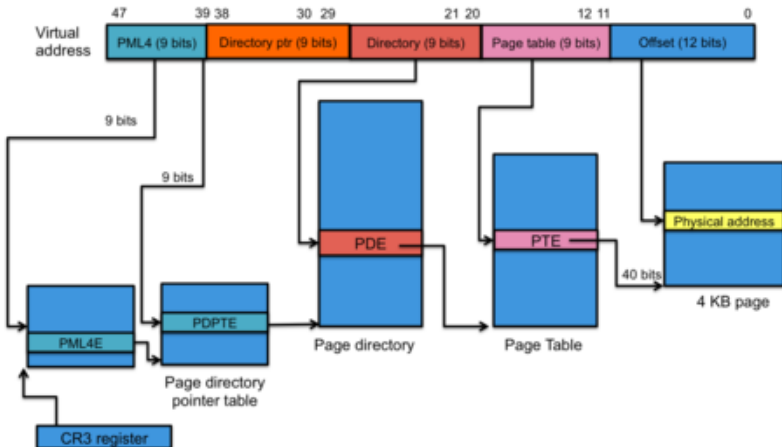 47 39 38 30 29 21 20 12 11 0
Virtual address
PML4 (9 bits) Directory ptr (9 bits) Directory (9 bits) Page table (9 bits) Offset (12 bits)
9 bits
9 bits
Physical address
PDE
PTE
40 bits
4 KB page
PDPTE
PML4E
Page directory
Page Table
Page directory
pointer table
CR3 register